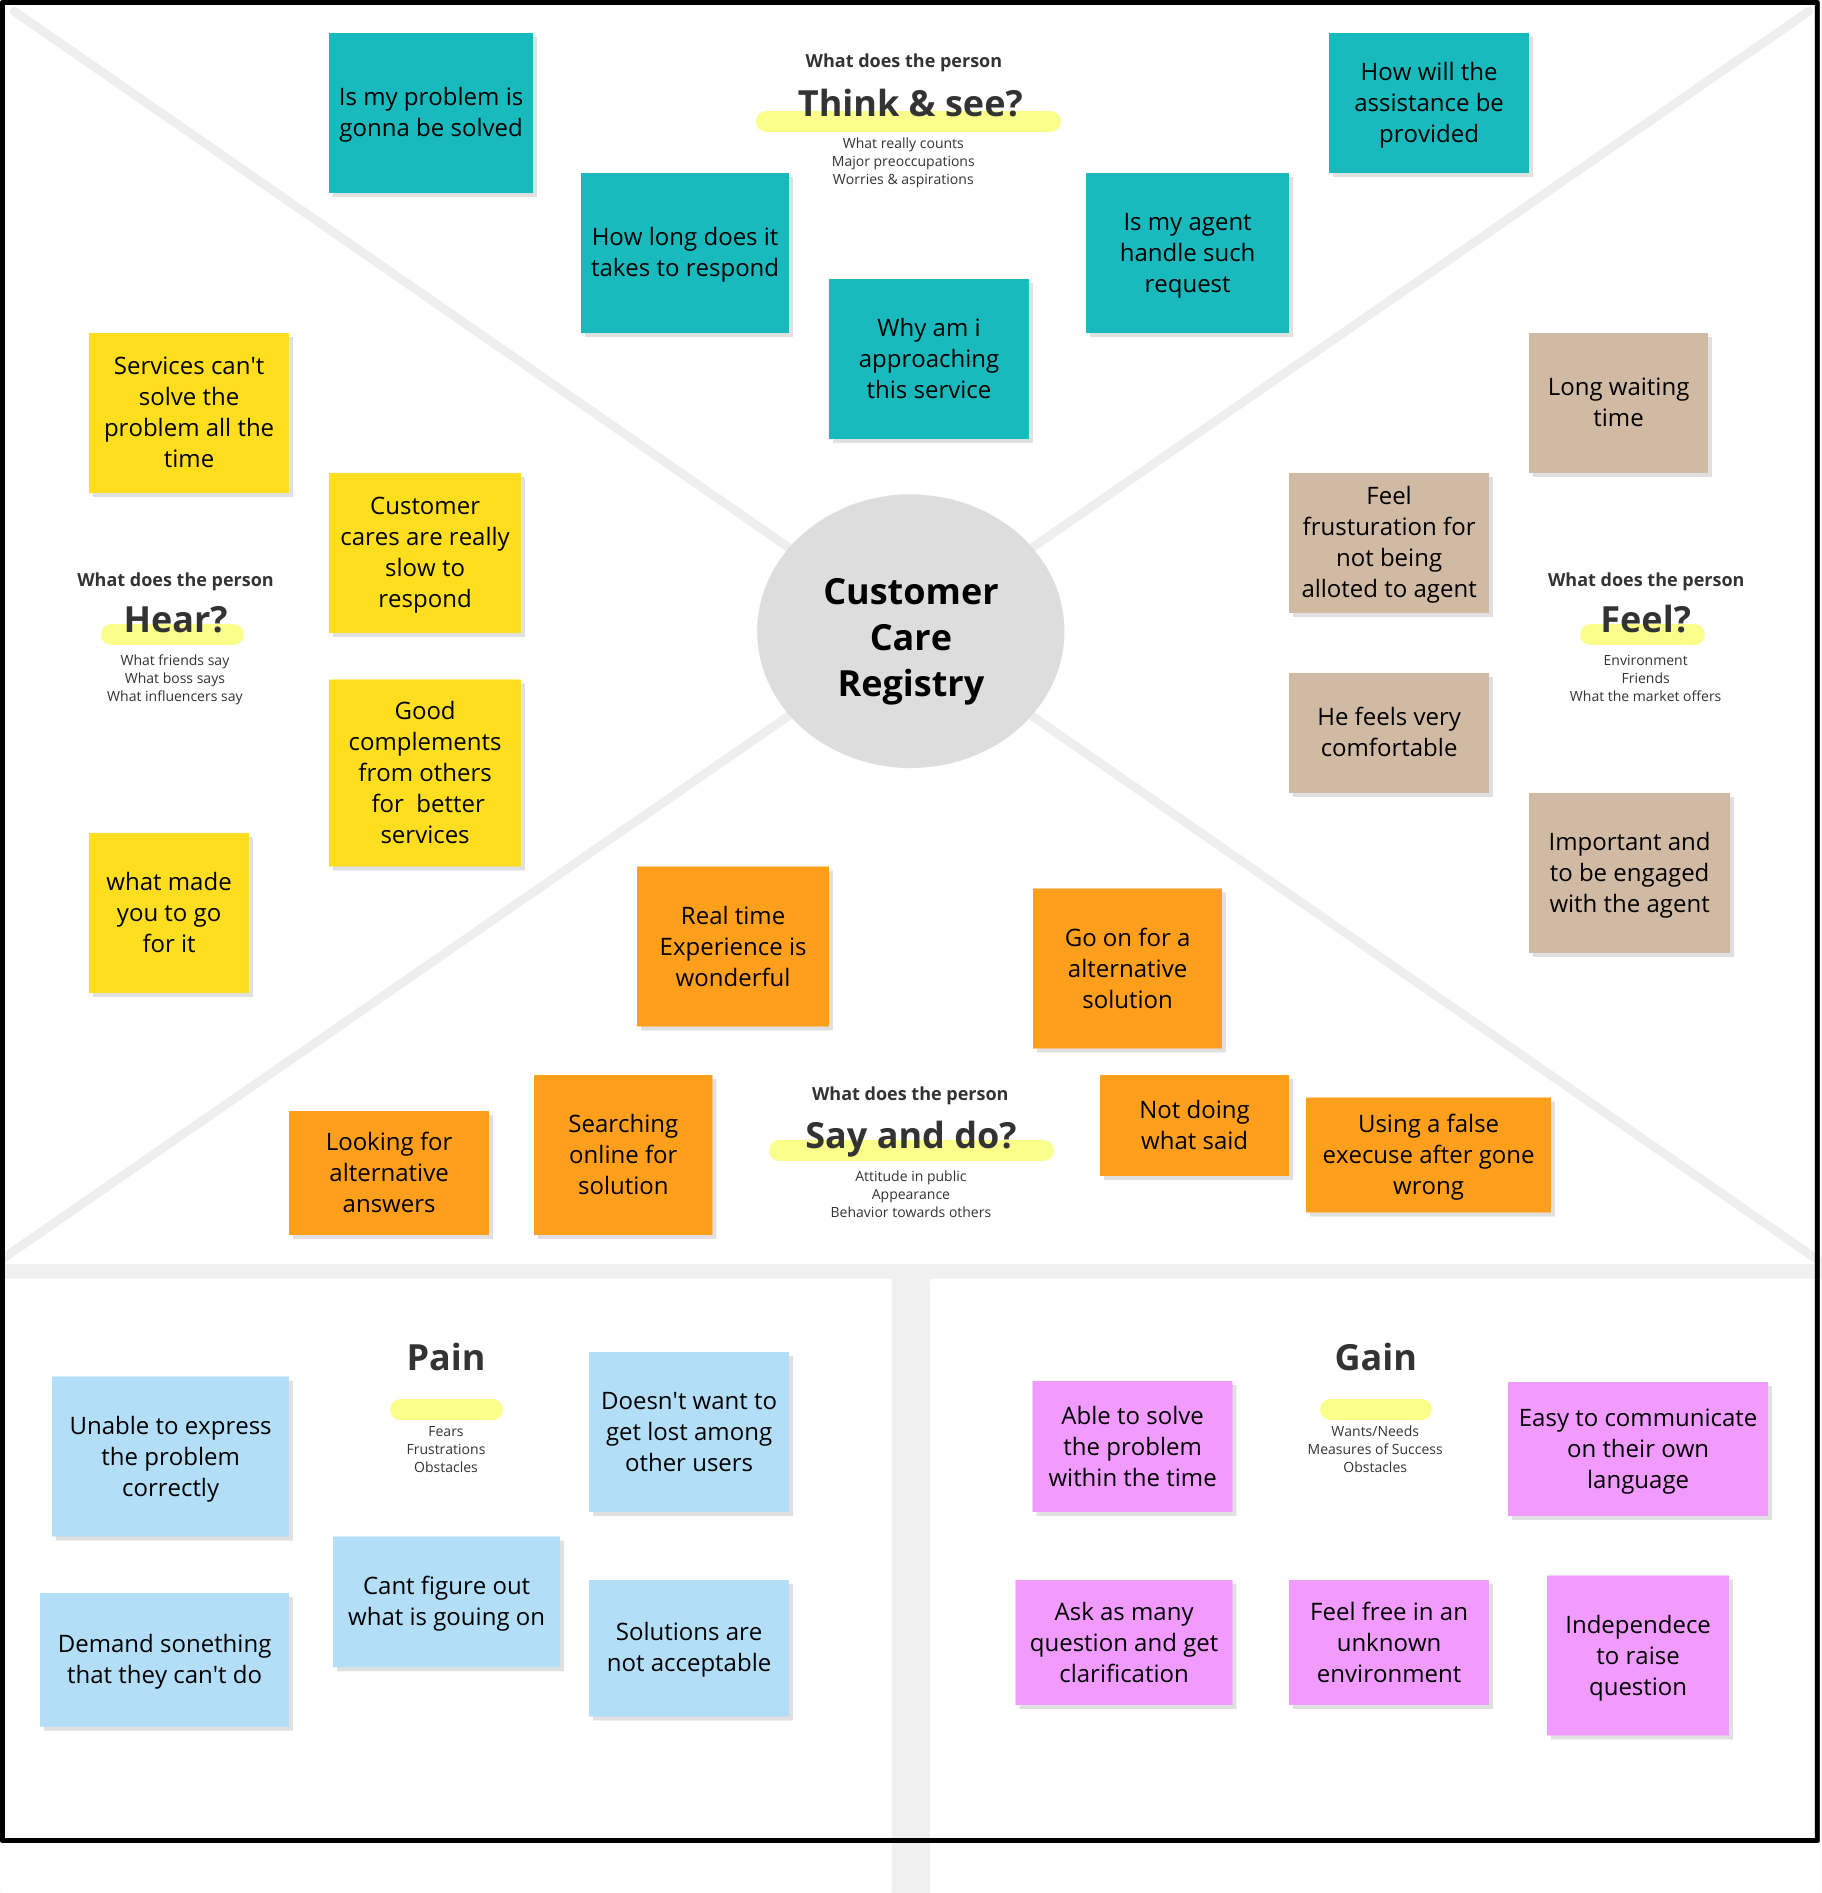 What does the person
Think & see?
What really counts
Major preoccupations
Worries & aspirations
Is my problem is
gonna be solved
How long does it
takes to respond
Why am i
approaching
this service
Is my agent
handle such
request
How will the
assistance be
provided
Services can't
solve the
problem all the
time
Customer
cares are really
slow to
respond
What does the person
Hear?
What friends say
What boss says
What influencers say
Good
complements
from others
for  better
services
what made
you to go
for it
Customer
Care
Registry
Long waiting
time
Feel
frusturation for
not being
alloted to agent
What does the person
Feel?
Environment
Friends
What the market offers
He feels very
comfortable
Important and
to be engaged
with the agent
Real time
Experience is
wonderful
Go on for a
alternative
solution
Looking for
alternative
answers
Searching
online for
solution
What does the person
Say and do?
Attitude in public
Appearance
Behavior towards others
Not doing
what said
Using a false
execuse after gone
wrong
Pain
Fears
Frustrations
Obstacles
Unable to express
the problem
correctly
Doesn't want to
get lost among
other users
Cant figure out
what is gouing on
Demand sonething
that they can't do
Solutions are
not acceptable
Gain
Wants/Needs
Measures of Success
Obstacles
Able to solve
the problem
within the time
Easy to communicate
on their own
language
Ask as many
question and get
clarification
Feel free in an
unknown
environment
Independece
to raise
question